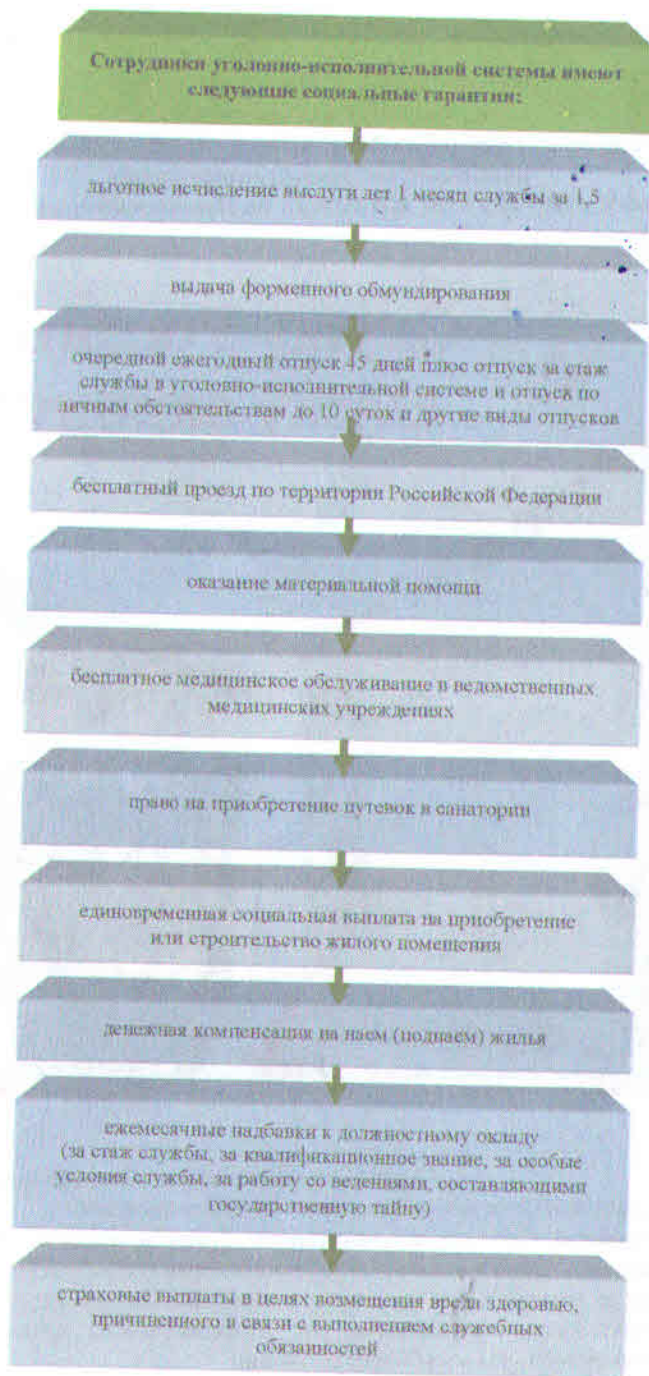 Сотрудники уголовно-исполнительной системы имеют
следующие социальные гарантии:
льготное исчисление выслуги лет 1 месяц службы за 1,5
выдача форменного обмундирования
очередной ежегодный отпуск 45 дней плюс отпуск за стаж
службы в уголовно-исполнительной системе и отпуск по
личным обстоятельствам до 10 суток и другие виды отпусков
бесплатный проезд по территории Российской Федерации
оказание материальной помощи
бесплатное медицинское обслуживание в ведомственных
медицинских учреждениях
право на приобретение путевок в санатории
единовременная социальная выплата на приобретение
или строительство жилого помещения
денежная компенсация на наем (поднаем) жилья
ежемесячные надбавки к должностному окладу
(за стаж службы, за квалификационное звание, за особые
условия службы, за работу со ведениями, составляющими
государственную тайну)
страховые выплаты в целях возмещения вреда здоровью,
причиненного в связи с выполнением служебных
обязанностей